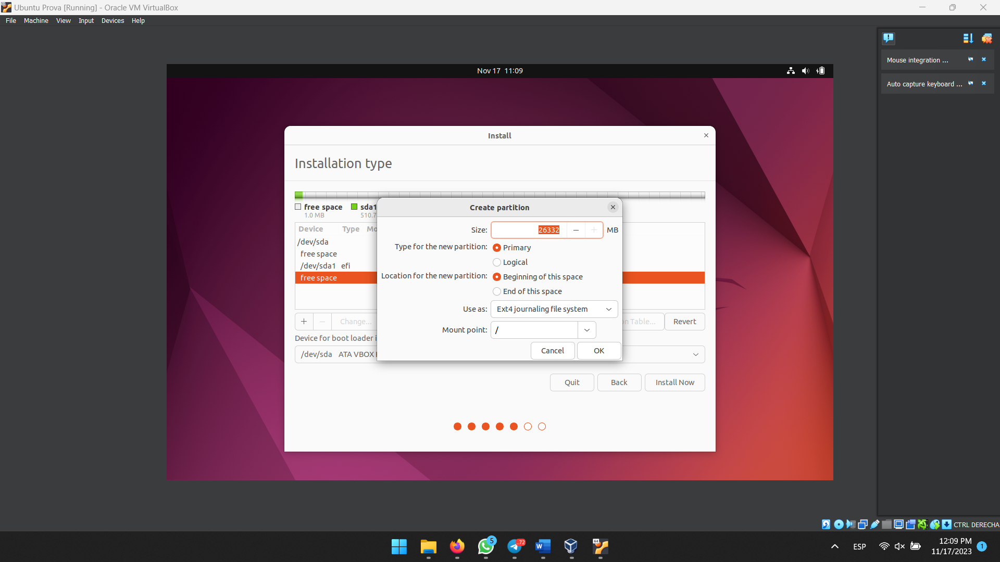 Ubuntu Prova [Running] - Oracle VM VirtualBox
File Machine View Input Devices Help
Mouse integration ...
Auto capture keyboard ...
Nov 17 11:09
Install
Installation type
free space
1.0 MB
sda1
510.7
Device Type Mo
/dev/sda
free space
/dev/sda1 efi
free space
+ − Change...
n Table... Revert
Device for boot loader i
/dev/sda ATA VBOX
Quit Back Install Now
Create partition
Size: 26332 − + MB
Type for the new partition: Primary
Logical
Location for the new partition: Beginning of this space
End of this space
Use as: Ext4 journaling file system
Mount point: /
Cancel OK
CTRL DERECHA
64
5
..72
W
64
ESP
12:09 PM
11/17/2023
1